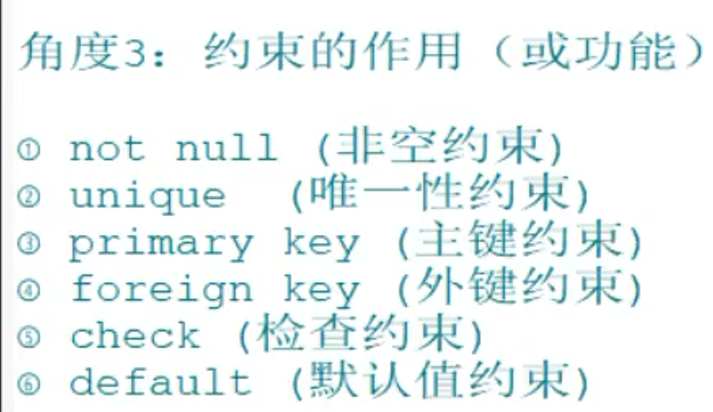 角度3：约束的作用（或功能）
① not null (非空约束)
② unique  (唯一性约束)
③ primary key (主键约束)
④ foreign key (外键约束)
⑤ check (检查约束)
⑥ default (默认值约束)